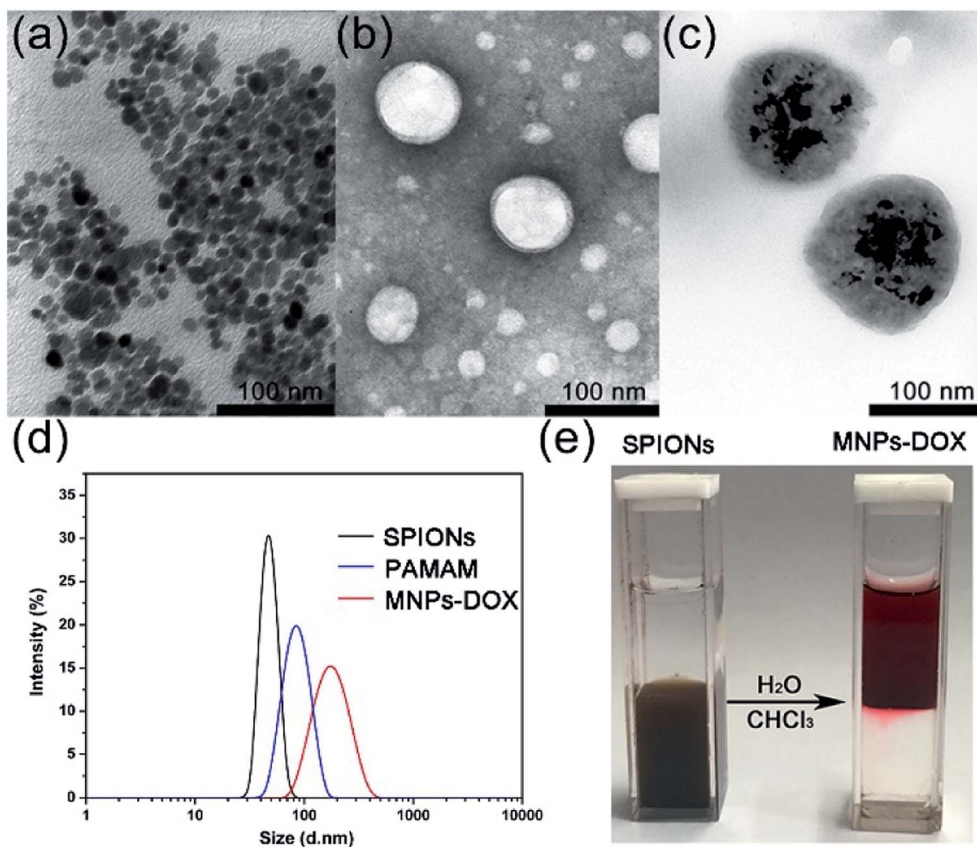 (a)
(b)
(c)
100 nm
100 nm
100 nm
(d)
(e)
SPIONs
MNPs-DOX
35
30
25
20
15
10
5
0
Intensity (%)
SPIONs
PAMAM
MNPs-DOX
1
10
100
1000
10000
Size (d.nm)
H₂O
CHCl₃